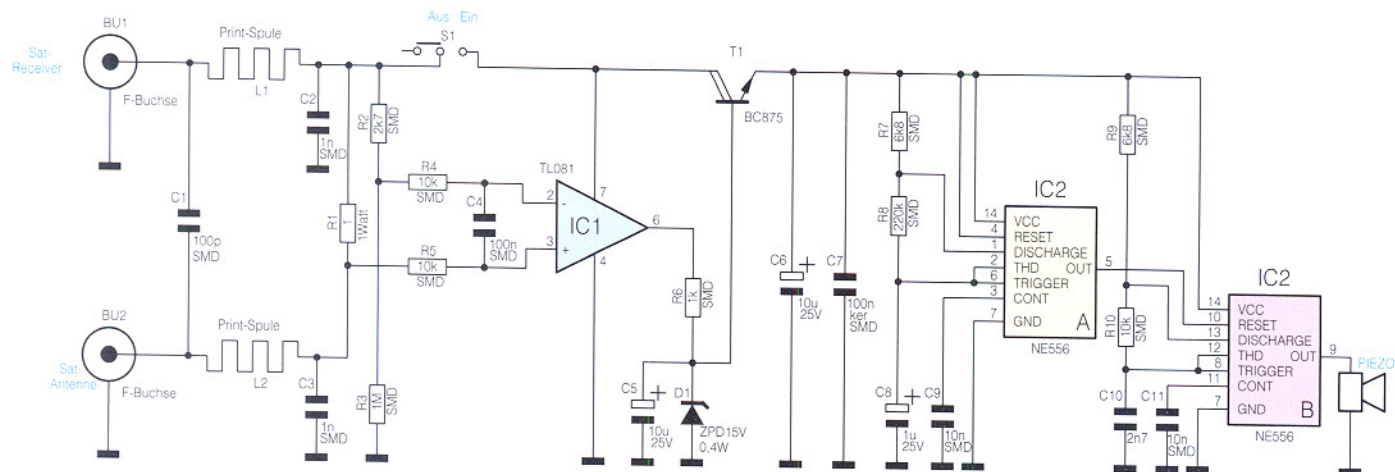 BU1
Sat-
Receiver
F-Buchse
Print-Spule
L1
C2
1n
SMD
R2
2k7
SMD
Aus Ein
S1
T1
BC875
C1
100p
SMD
R1
1
1Watt
R4
10k
SMD
C4
100n
SMD
R5
10k
SMD
TL081
2
-
3
+
7
4
6
IC1
R6
1k
SMD
C5
+
10u
25V
D1
ZPD15V
0,4W
BU2
Sat-
Antenne
F-Buchse
Print-Spule
L2
C3
1n
SMD
R3
1M
SMD
C6
+
10u
25V
C7
100n
ker
SMD
R7
6k8
SMD
R8
220k
SMD
C8
+
1u
25V
C9
10n
SMD
IC2
14 VCC
4 RESET
1 DISCHARGE
2 THD OUT 5
6 TRIGGER
3 CONT
7 GND
A
NE556
R9
6k8
SMD
R10
10k
SMD
C10
2n7
C11
10n
SMD
IC2
14 VCC
10 RESET
13 DISCHARGE
12 THD OUT 9
8 TRIGGER
11 CONT
7 GND
B
NE556
PIEZO